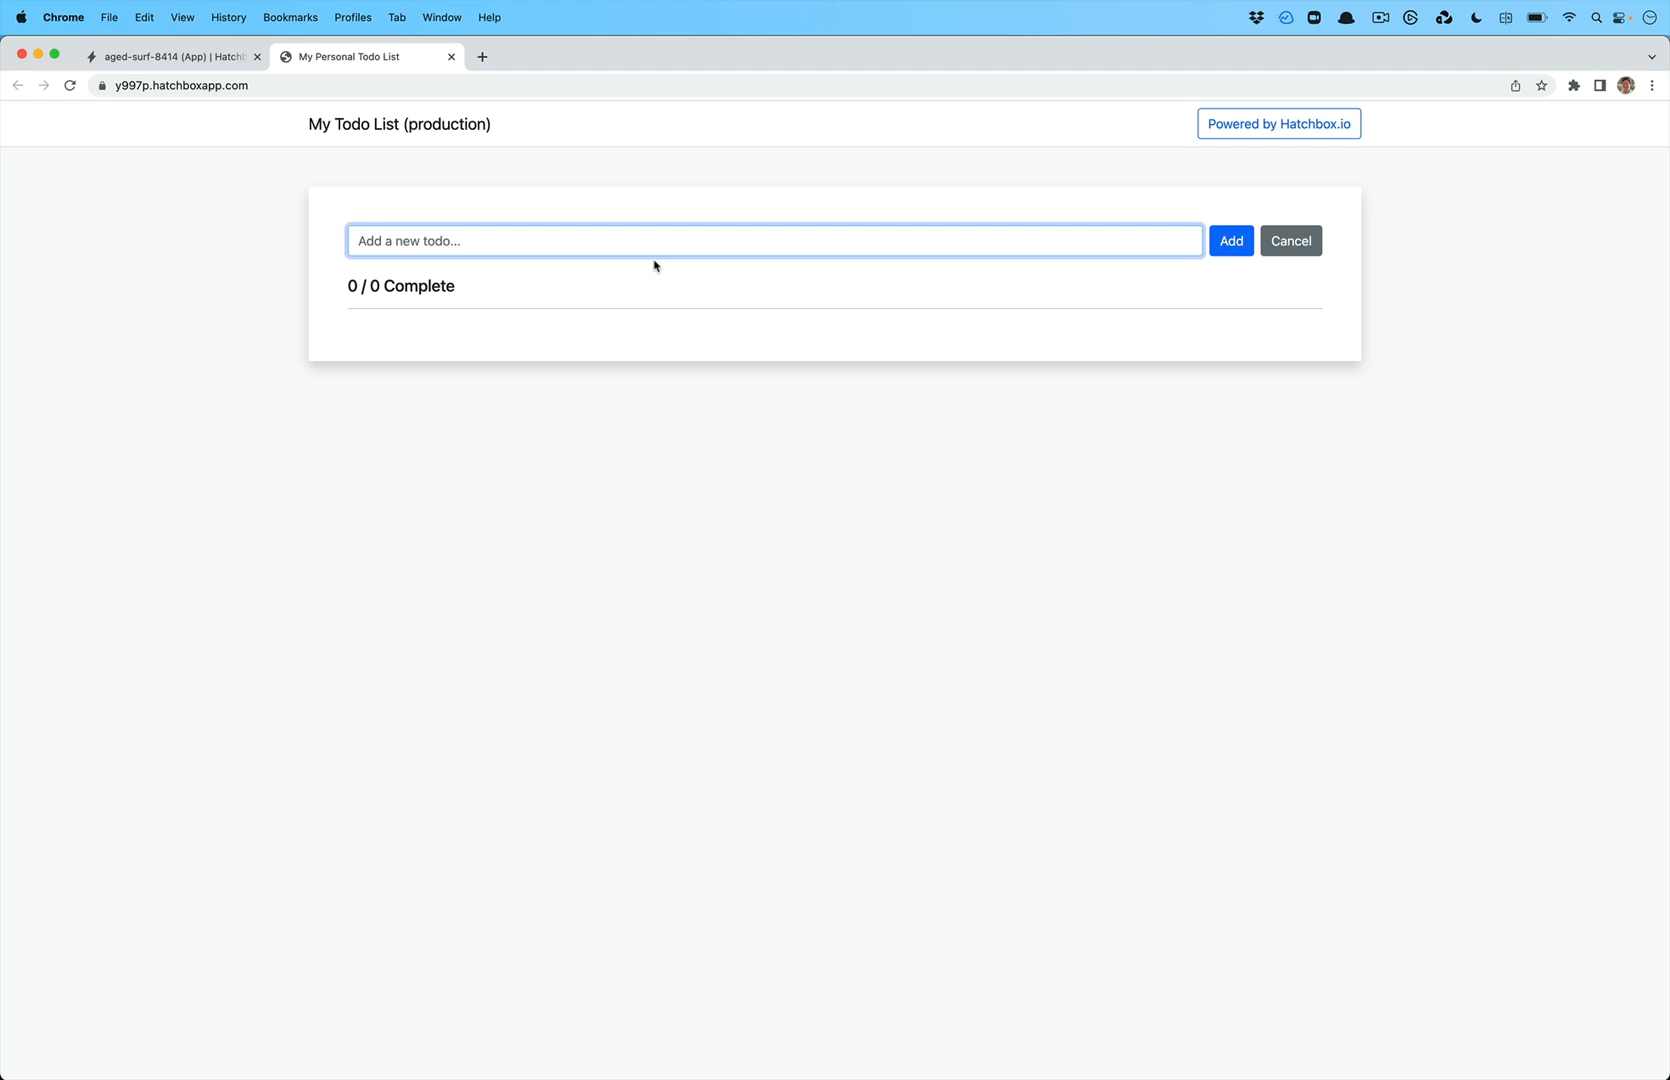 Chrome File Edit View History Bookmarks Profiles Tab Window Help
aged-surf-8414 (App) | Hatchb
My Personal Todo List
y997p.hatchboxapp.com
My Todo List (production)
Powered by Hatchbox.io
Add a new todo...
Add
Cancel
0 / 0 Complete